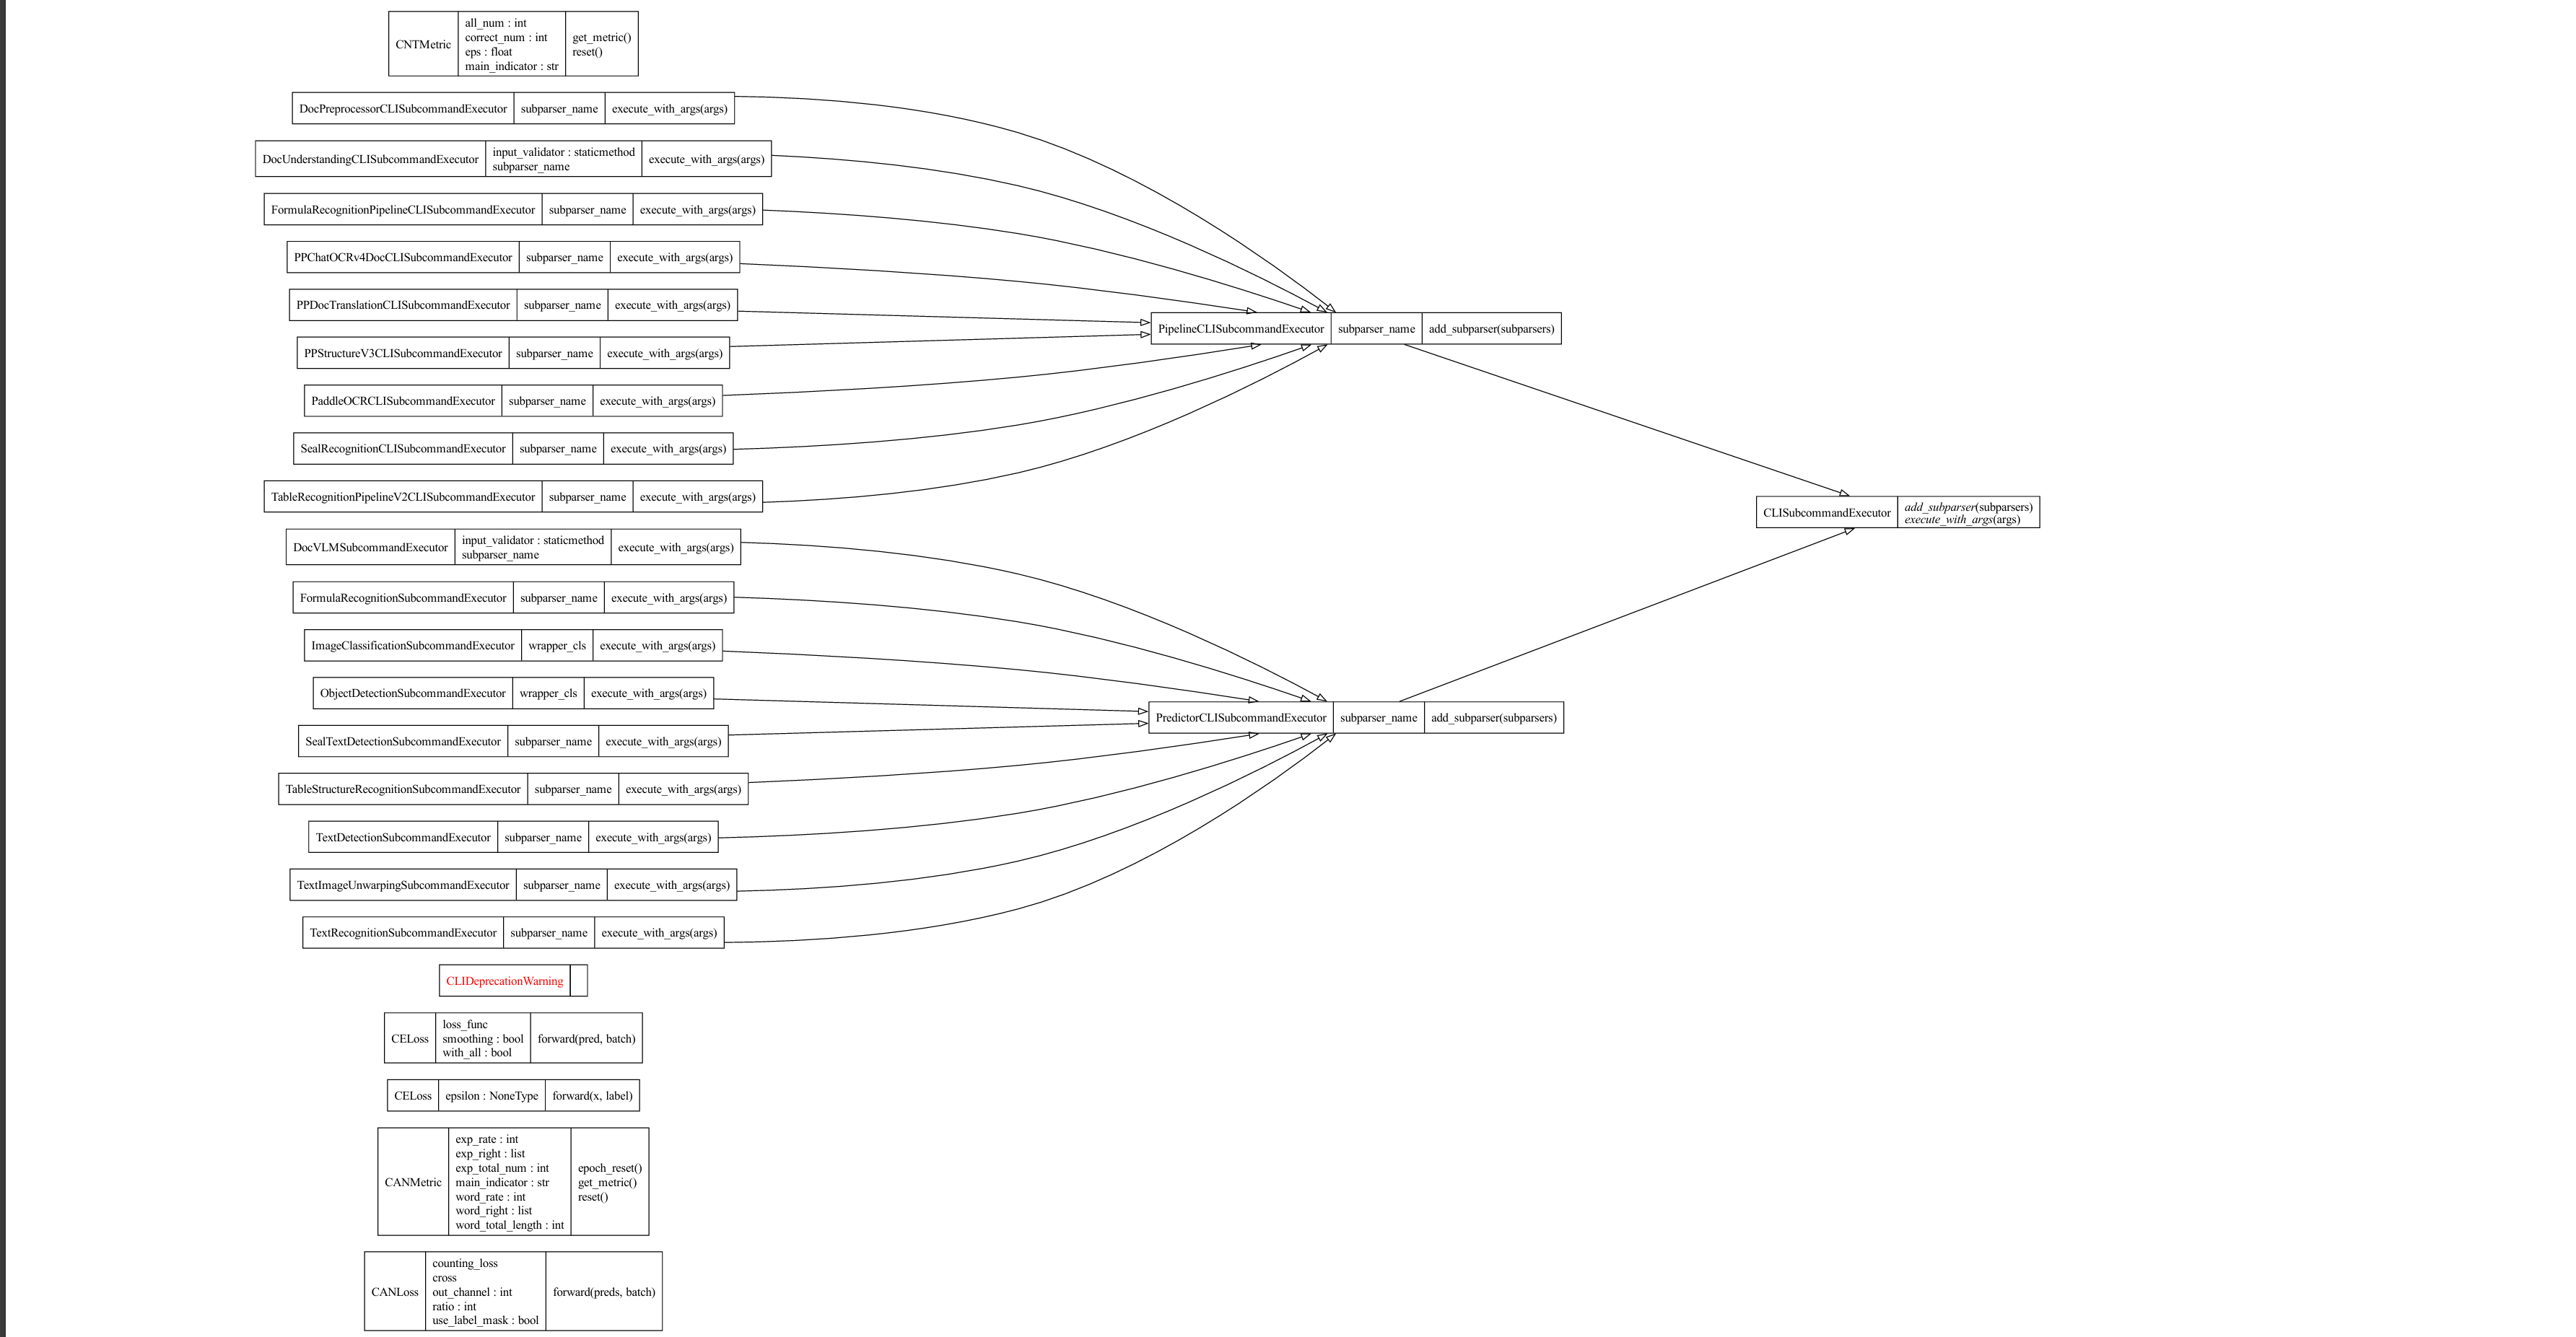 CNTMetric
all_num : int
correct_num : int
eps : float
main_indicator : str
get_metric()
reset()
DocPreprocessorCLISubcommandExecutor
subparser_name
execute_with_args(args)
DocUnderstandingCLISubcommandExecutor
input_validator : staticmethod
subparser_name
execute_with_args(args)
FormulaRecognitionPipelineCLISubcommandExecutor
subparser_name
execute_with_args(args)
PPChatOCRv4DocCLISubcommandExecutor
subparser_name
execute_with_args(args)
PPDocTranslationCLISubcommandExecutor
subparser_name
execute_with_args(args)
PPStructureV3CLISubcommandExecutor
subparser_name
execute_with_args(args)
PaddleOCRCLISubcommandExecutor
subparser_name
execute_with_args(args)
SealRecognitionCLISubcommandExecutor
subparser_name
execute_with_args(args)
TableRecognitionPipelineV2CLISubcommandExecutor
subparser_name
execute_with_args(args)
DocVLMSubcommandExecutor
input_validator : staticmethod
subparser_name
execute_with_args(args)
FormulaRecognitionSubcommandExecutor
subparser_name
execute_with_args(args)
ImageClassificationSubcommandExecutor
wrapper_cls
execute_with_args(args)
ObjectDetectionSubcommandExecutor
wrapper_cls
execute_with_args(args)
SealTextDetectionSubcommandExecutor
subparser_name
execute_with_args(args)
TableStructureRecognitionSubcommandExecutor
subparser_name
execute_with_args(args)
TextDetectionSubcommandExecutor
subparser_name
execute_with_args(args)
TextImageUnwarpingSubcommandExecutor
subparser_name
execute_with_args(args)
TextRecognitionSubcommandExecutor
subparser_name
execute_with_args(args)
CLIDeprecationWarning
CELoss
loss_func
smoothing : bool
with_all : bool
forward(pred, batch)
CELoss
epsilon : NoneType
forward(x, label)
CANMetric
exp_rate : int
exp_right : list
exp_total_num : int
main_indicator : str
word_rate : int
word_right : list
word_total_length : int
epoch_reset()
get_metric()
reset()
CANLoss
counting_loss
cross
out_channel : int
ratio : int
use_label_mask : bool
forward(preds, batch)
PipelineCLISubcommandExecutor
subparser_name
add_subparser(subparsers)
PredictorCLISubcommandExecutor
subparser_name
add_subparser(subparsers)
CLISubcommandExecutor
add_subparser(subparsers)
execute_with_args(args)